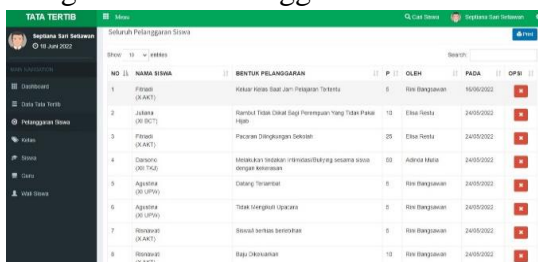 TATA TERTIB
Menu
Cari Siswa
Septiana Sari Setiawan
Septiana Sari Setiawan
18 Juni 2022
Seluruh Pelanggaran Siswa
Print
Show 10 entries
Search:
MAIN NAVIGATION
Dashboard
Data Tata Tertib
Pelanggaran Siswa
Kelas
Siswa
Guru
Wali Siswa
NO NAMA SISWA BENTUK PELANGGARAN P OLEH PADA OPSI
1 Fitriadi (X AKT) Keluar Kelas Saat Jam Pelajaran Tertentu 5 Rini Bangsawan 16/06/2022
2 Juliana (XI BCT) Rambut Tidak Diikat Bagi Perempuan Yang Tidak Pakai Hijab 10 Elisa Restu 24/05/2022
3 Fitriadi (X AKT) Pacaran Dilingkungan Sekolah 25 Elisa Restu 24/05/2022
4 Darsono (XI TKJ) Melakukan tindakan Intimidasi/Bullying sesama siswa dengan kekerasan 60 Adinda Muria 24/05/2022
5 Agustina (XI UPW) Datang Terlambat 5 Rini Bangsawan 24/05/2022
6 Agustina (XI UPW) Tidak Mengikuti Upacara 5 Rini Bangsawan 24/05/2022
7 Risnawati (X AKT) Siswa/i berhias berlebihan 5 Rini Bangsawan 24/05/2022
8 Risnawati (X AKT) Baju Dikeluarkan 10 Rini Bangsawan 24/05/2022